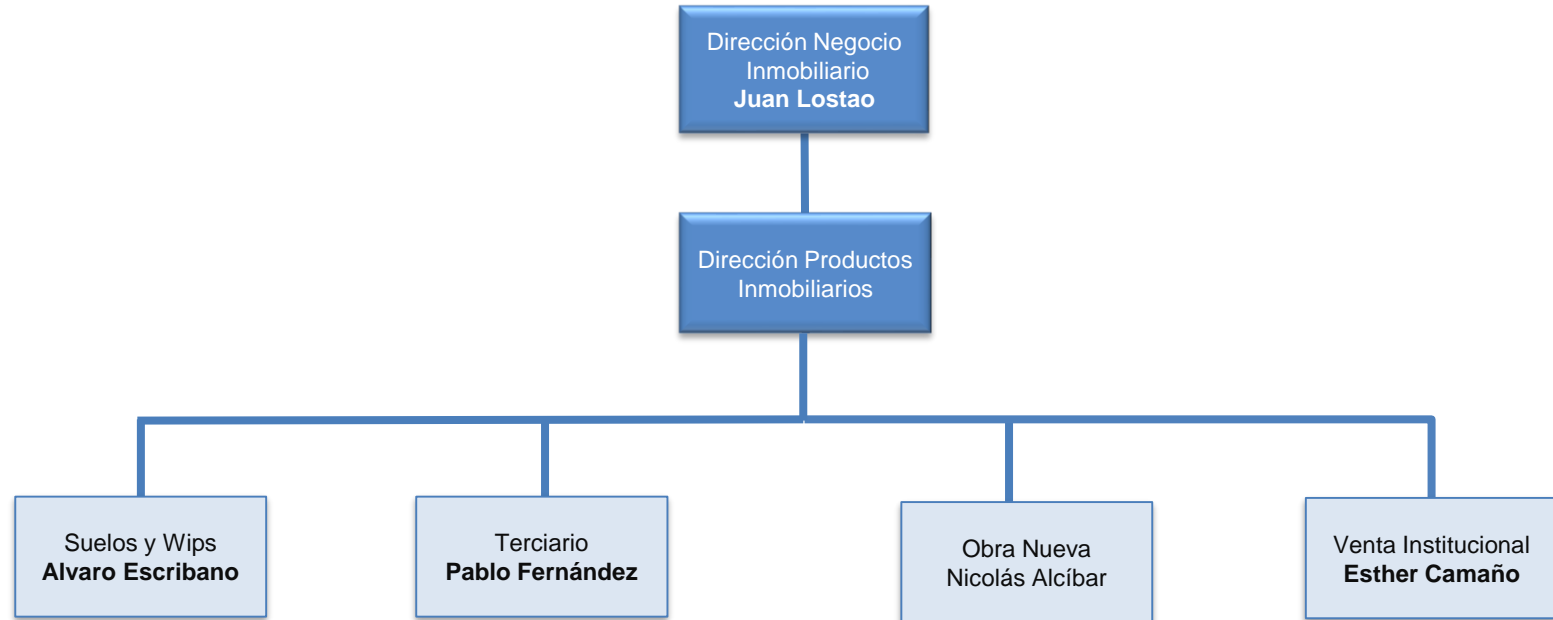 Dirección Negocio
Inmobiliario
Juan Lostao
Dirección Productos
Inmobiliarios
Suelos y Wips
Alvaro Escribano
Terciario
Pablo Fernández
Obra Nueva
Nicolás Alcíbar
Venta Institucional
Esther Camaño